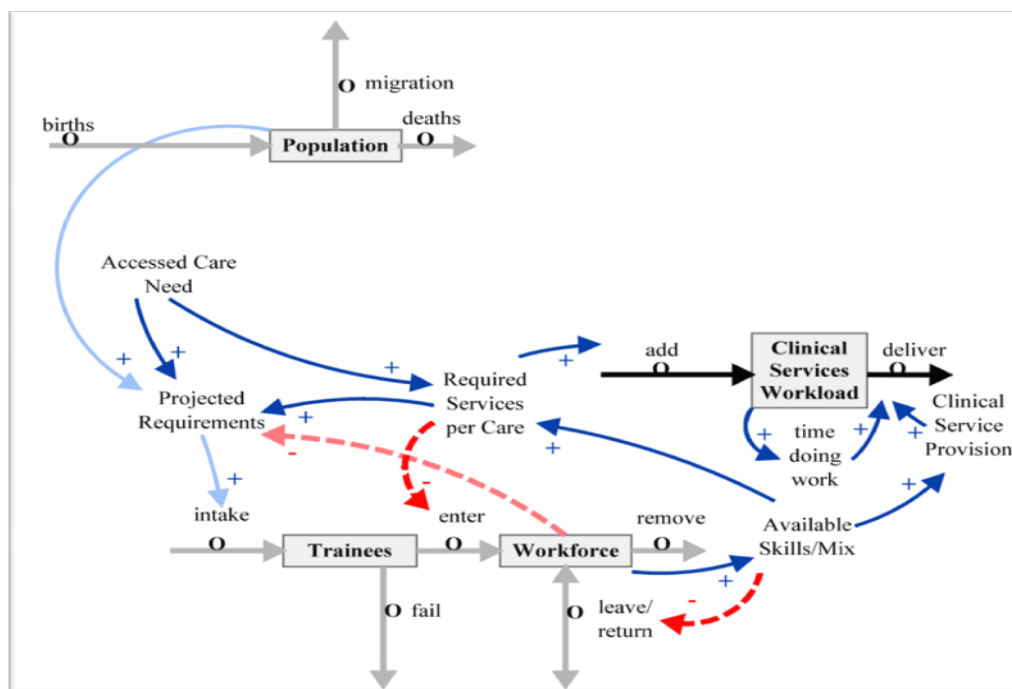 O migration
births
O
deaths
O
Population
Accessed Care
Need
+
+
+
+
Projected
Requirements
+
Required
Services
per Care
+
-
-
+
intake
O
Trainees
O fail
enter
O
Workforce
remove
O
O leave/
return
+
-
Available
Skills/Mix
+
add
O
Clinical
Services
Workload
deliver
O
+
time
doing
work
+
+
Clinical
Service
Provision
+